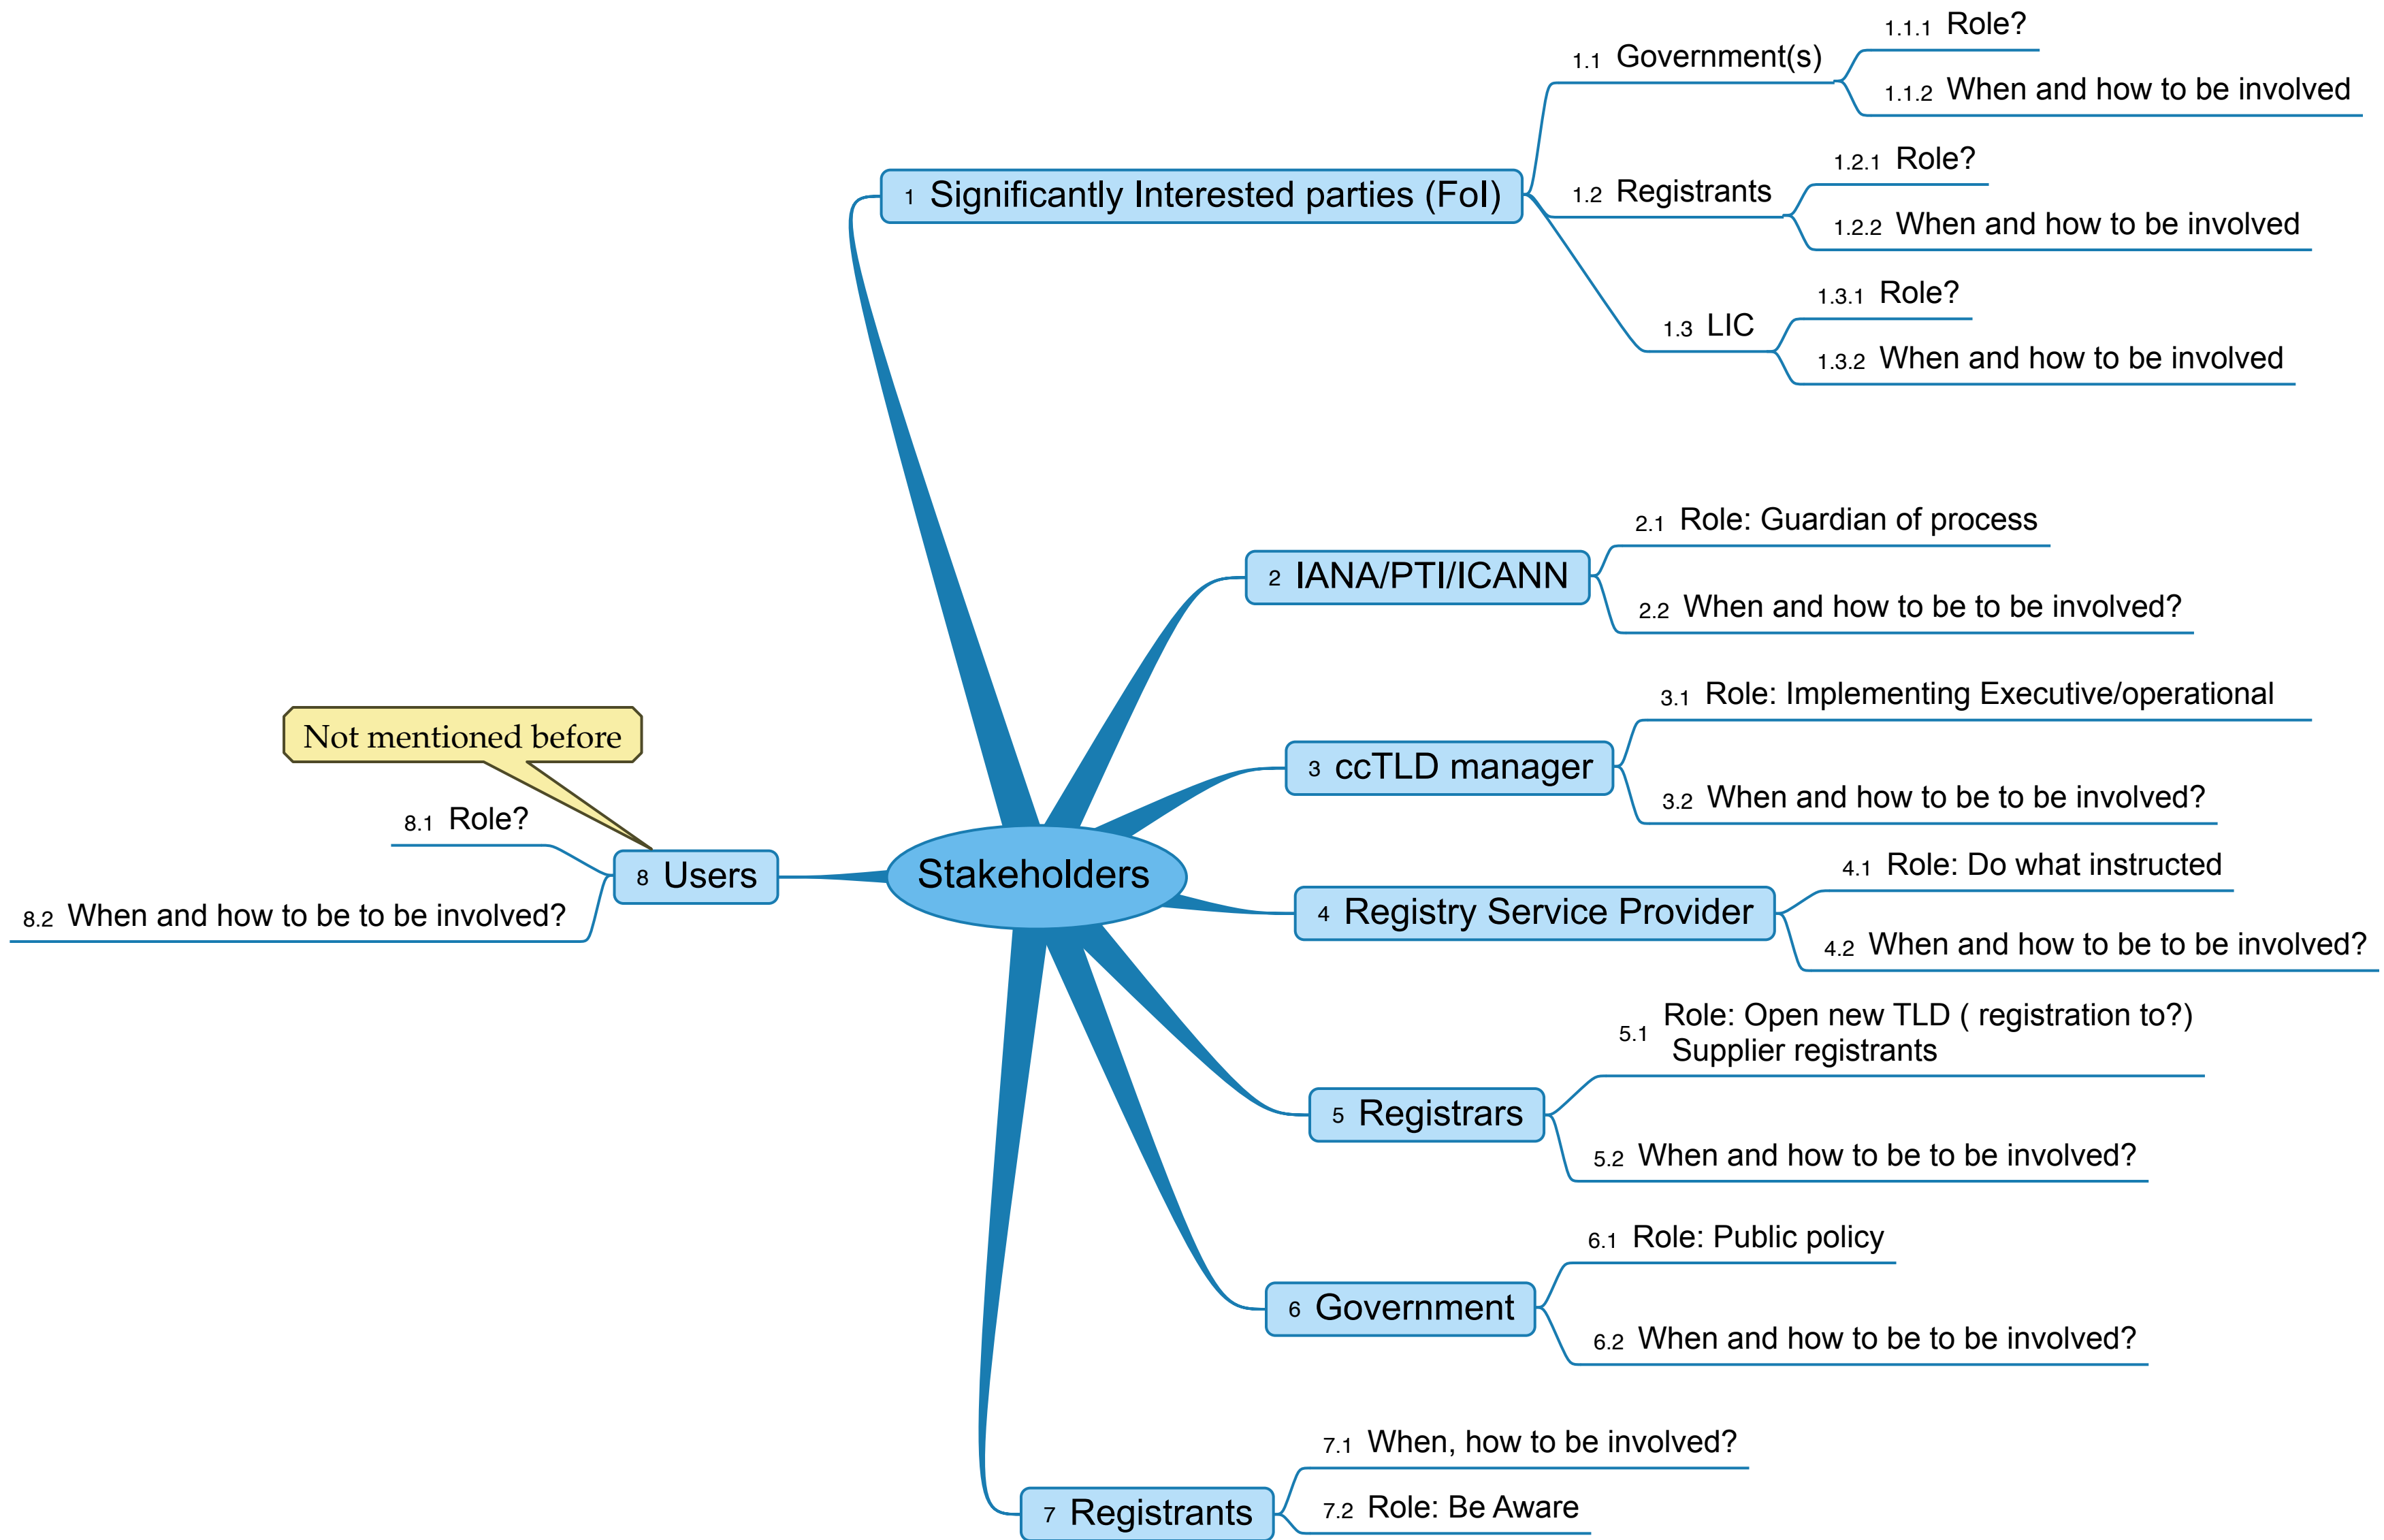 Stakeholders
1 Significantly Interested parties (FoI)
1.1 Government(s)
1.1.1 Role?
1.1.2 When and how to be involved
1.2 Registrants
1.2.1 Role?
1.2.2 When and how to be involved
1.3 LIC
1.3.1 Role?
1.3.2 When and how to be involved
2 IANA/PTI/ICANN
2.1 Role: Guardian of process
2.2 When and how to be to be involved?
3 ccTLD manager
3.1 Role: Implementing Executive/operational
3.2 When and how to be to be involved?
4 Registry Service Provider
4.1 Role: Do what instructed
4.2 When and how to be to be involved?
5 Registrars
5.1 Role: Open new TLD ( registration to?)
Supplier registrants
5.2 When and how to be to be involved?
6 Government
6.1 Role: Public policy
6.2 When and how to be to be involved?
7 Registrants
7.1 When, how to be involved?
7.2 Role: Be Aware
Not mentioned before
8 Users
8.1 Role?
8.2 When and how to be to be involved?